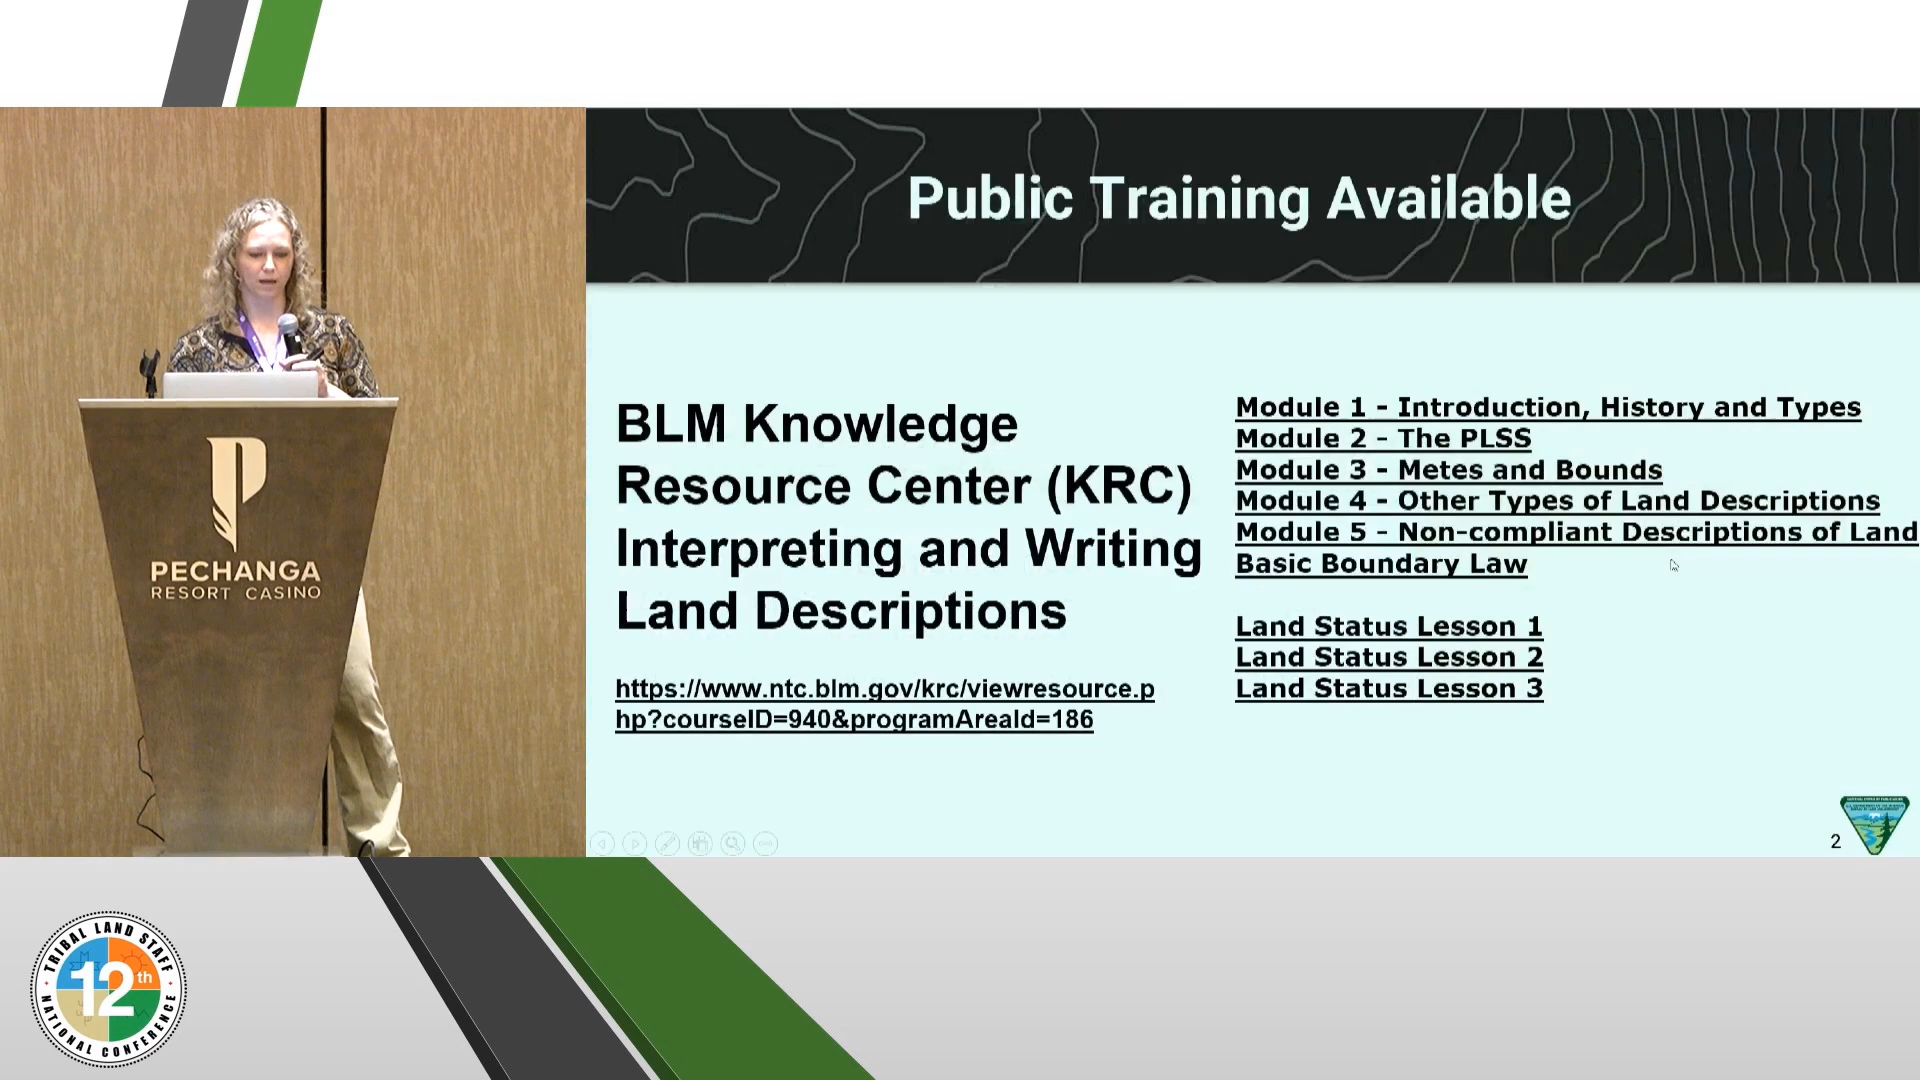 Public Training Available
BLM Knowledge
Resource Center (KRC)
Interpreting and Writing
Land Descriptions
https://www.ntc.blm.gov/krc/viewresource.p
hp?courseID=940&programAreaId=186
Module 1 - Introduction, History and Types
Module 2 - The PLSS
Module 3 - Metes and Bounds
Module 4 - Other Types of Land Descriptions
Module 5 - Non-compliant Descriptions of Land
Basic Boundary Law
Land Status Lesson 1
Land Status Lesson 2
Land Status Lesson 3
2
PECHANGA
RESORT CASINO
TRIBAL LAND STAFF
12th
NATIONAL CONFERENCE